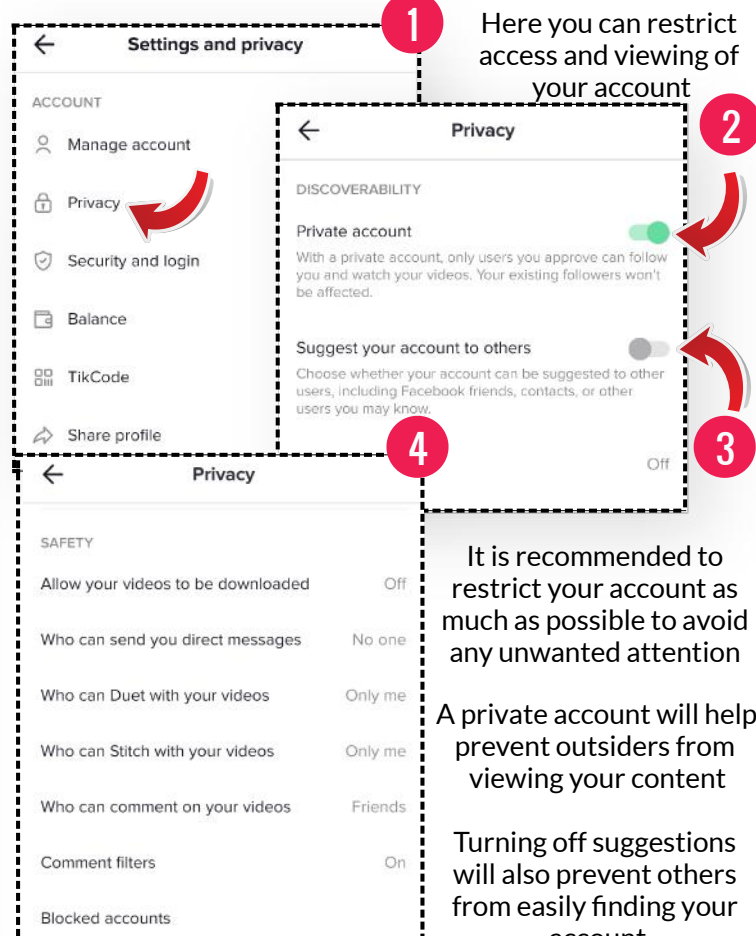 1
Here you can restrict
access and viewing of
your account
Settings and privacy
ACCOUNT
Manage account
Privacy
Security and login
Balance
TikCode
Share profile
2
Privacy
DISCOVERABILITY
Private account
With a private account, only users you approve can follow
you and watch your videos. Your existing followers won't
be affected.
Suggest your account to others
Choose whether your account can be suggested to other
users, including Facebook friends, contacts, or other
users you may know.
Off
3
4
Privacy
SAFETY
Allow your videos to be downloaded Off
Who can send you direct messages No one
Who can Duet with your videos Only me
Who can Stitch with your videos Only me
Who can comment on your videos Friends
Comment filters On
Blocked accounts
It is recommended to
restrict your account as
much as possible to avoid
any unwanted attention
A private account will help
prevent outsiders from
viewing your content
Turning off suggestions
will also prevent others
from easily finding your
account